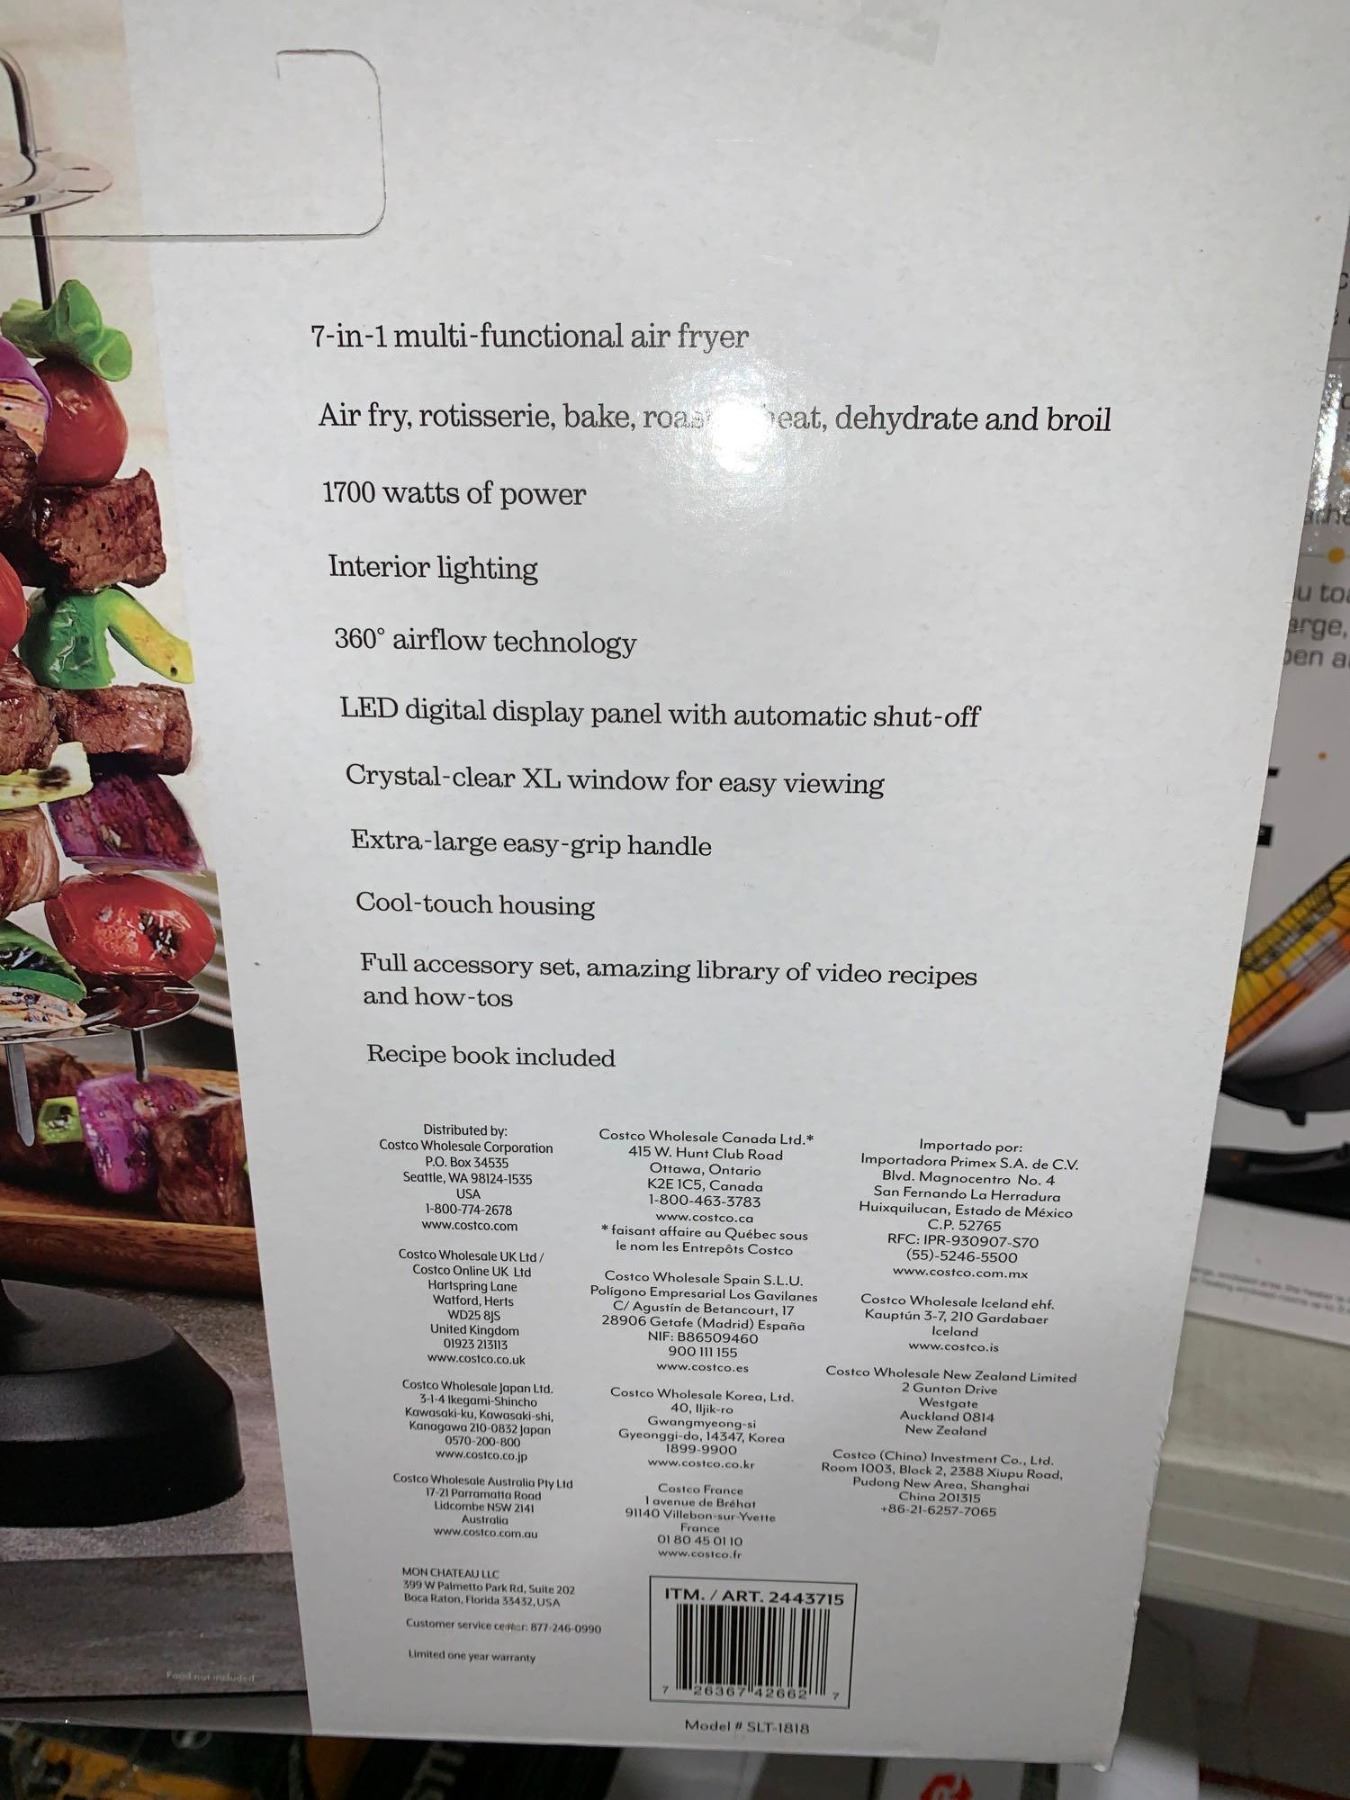 7-in-1 multi-functional air fryer
Air fry, rotisserie, bake, dehydrate and broil
1700 watts of power
Interior lighting
360° airflow technology
LED digital display panel with automatic shut-off
Crystal-clear XL window for easy viewing
Extra-large easy-grip handle
Cool-touch housing
Full accessory set, amazing library of video recipes
and how-tos
Recipe book included
Distributed by:
Costco Wholesale Corporation
P.O. Box 34535
Seattle, WA 98124-1535
USA
1-800-774-2678
www.costco.com
Costco Wholesale UK Ltd /
Costco Online UK Ltd
Hartspring Lane
Watford, Herts
WD25 8JS
United Kingdom
01923 213113
www.costco.co.uk
Costco Wholesale Japan Ltd.
3-1-4 Ikegami-Shincho
Kawasaki-ku, Kawasaki-shi,
Kanagawa 210-0832 Japan
0570-200-800
www.costco.co.jp
Costco Wholesale Australia Pty Ltd
17-21 Parramatta Road
Lidcombe NSW 2141
Australia
www.costco.com.au
Costco Wholesale Canada Ltd.*
415 W. Hunt Club Road
Ottawa, Ontario
K2E 1C5, Canada
1-800-463-3783
www.costco.ca
* faisant affaire au Québec sous
le nom les Entrepôts Costco
Costco Wholesale Spain S.L.U.
Polígono Empresarial Los Gavilanes
C/ Agustín de Betancourt, 17
28906 Getafe (Madrid) España
NIF: B86509460
900 111 155
www.costco.es
Costco Wholesale Korea, Ltd.
40, Iljik-ro
Gwangmyeong-si
Gyeonggi-do, 14347, Korea
1899-9900
www.costco.co.kr
Costco France
1 avenue de Bréhat
91140 Villebon-sur-Yvette
France
01 80 45 01 10
www.costco.fr
Importado por:
Importadora Primex S.A. de C.V.
Blvd. Magnocentro No. 4
San Fernando La Herradura
Huixquilucan, Estado de México
C.P. 52765
RFC: IPR-930907-S70
(55)-5246-5500
www.costco.com.mx
Costco Wholesale Iceland ehf.
Kauptún 3-7, 210 Gardabaer
Iceland
www.costco.is
Costco Wholesale New Zealand Limited
2 Gunton Drive
Westgate
Auckland 0814
New Zealand
Costco (China) Investment Co., Ltd.
Room 1003, Block 2, 2388 Xiupu Road,
Pudong New Area, Shanghai
China 201315
+86-21-6257-7065
MON CHATEAU LLC
399 W Palmetto Park Rd, Suite 202
Boca Raton, Florida 33432, USA
Customer service center: 877-246-0990
Limited one year warranty
ITM. / ART. 2443715
7 26367 42662 7
Model # SLT-1818
Food not included